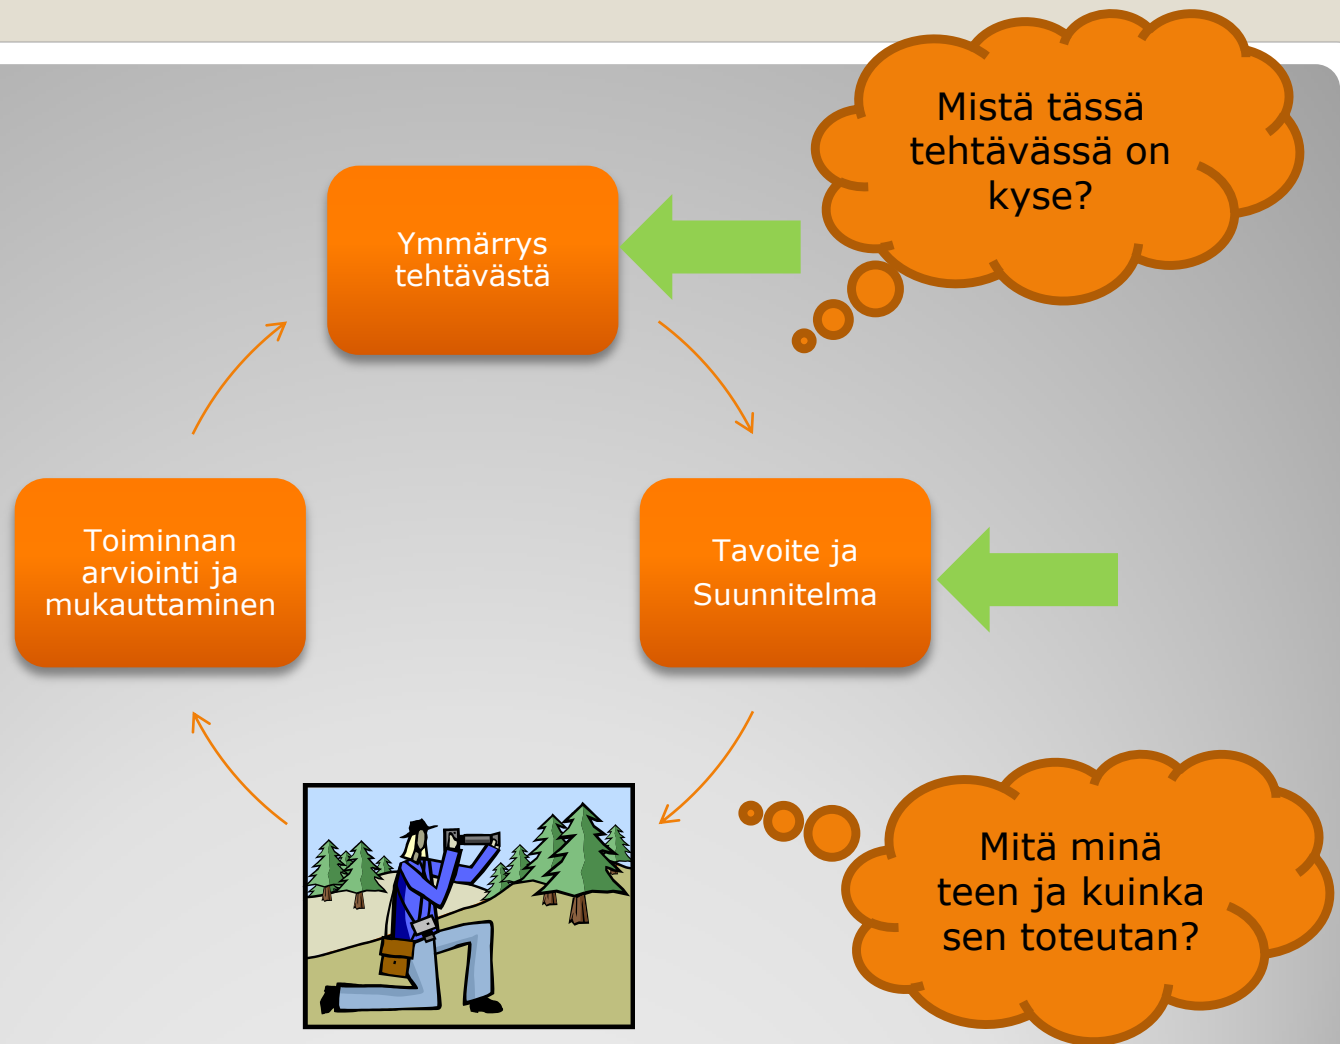 Mistä tässä
tehtävässä on
kyse?
Ymmärrys
tehtävästä
Toiminnan
arviointi ja
mukauttaminen
Tavoite ja
Suunnitelma
Mitä minä
teen ja kuinka
sen toteutan?